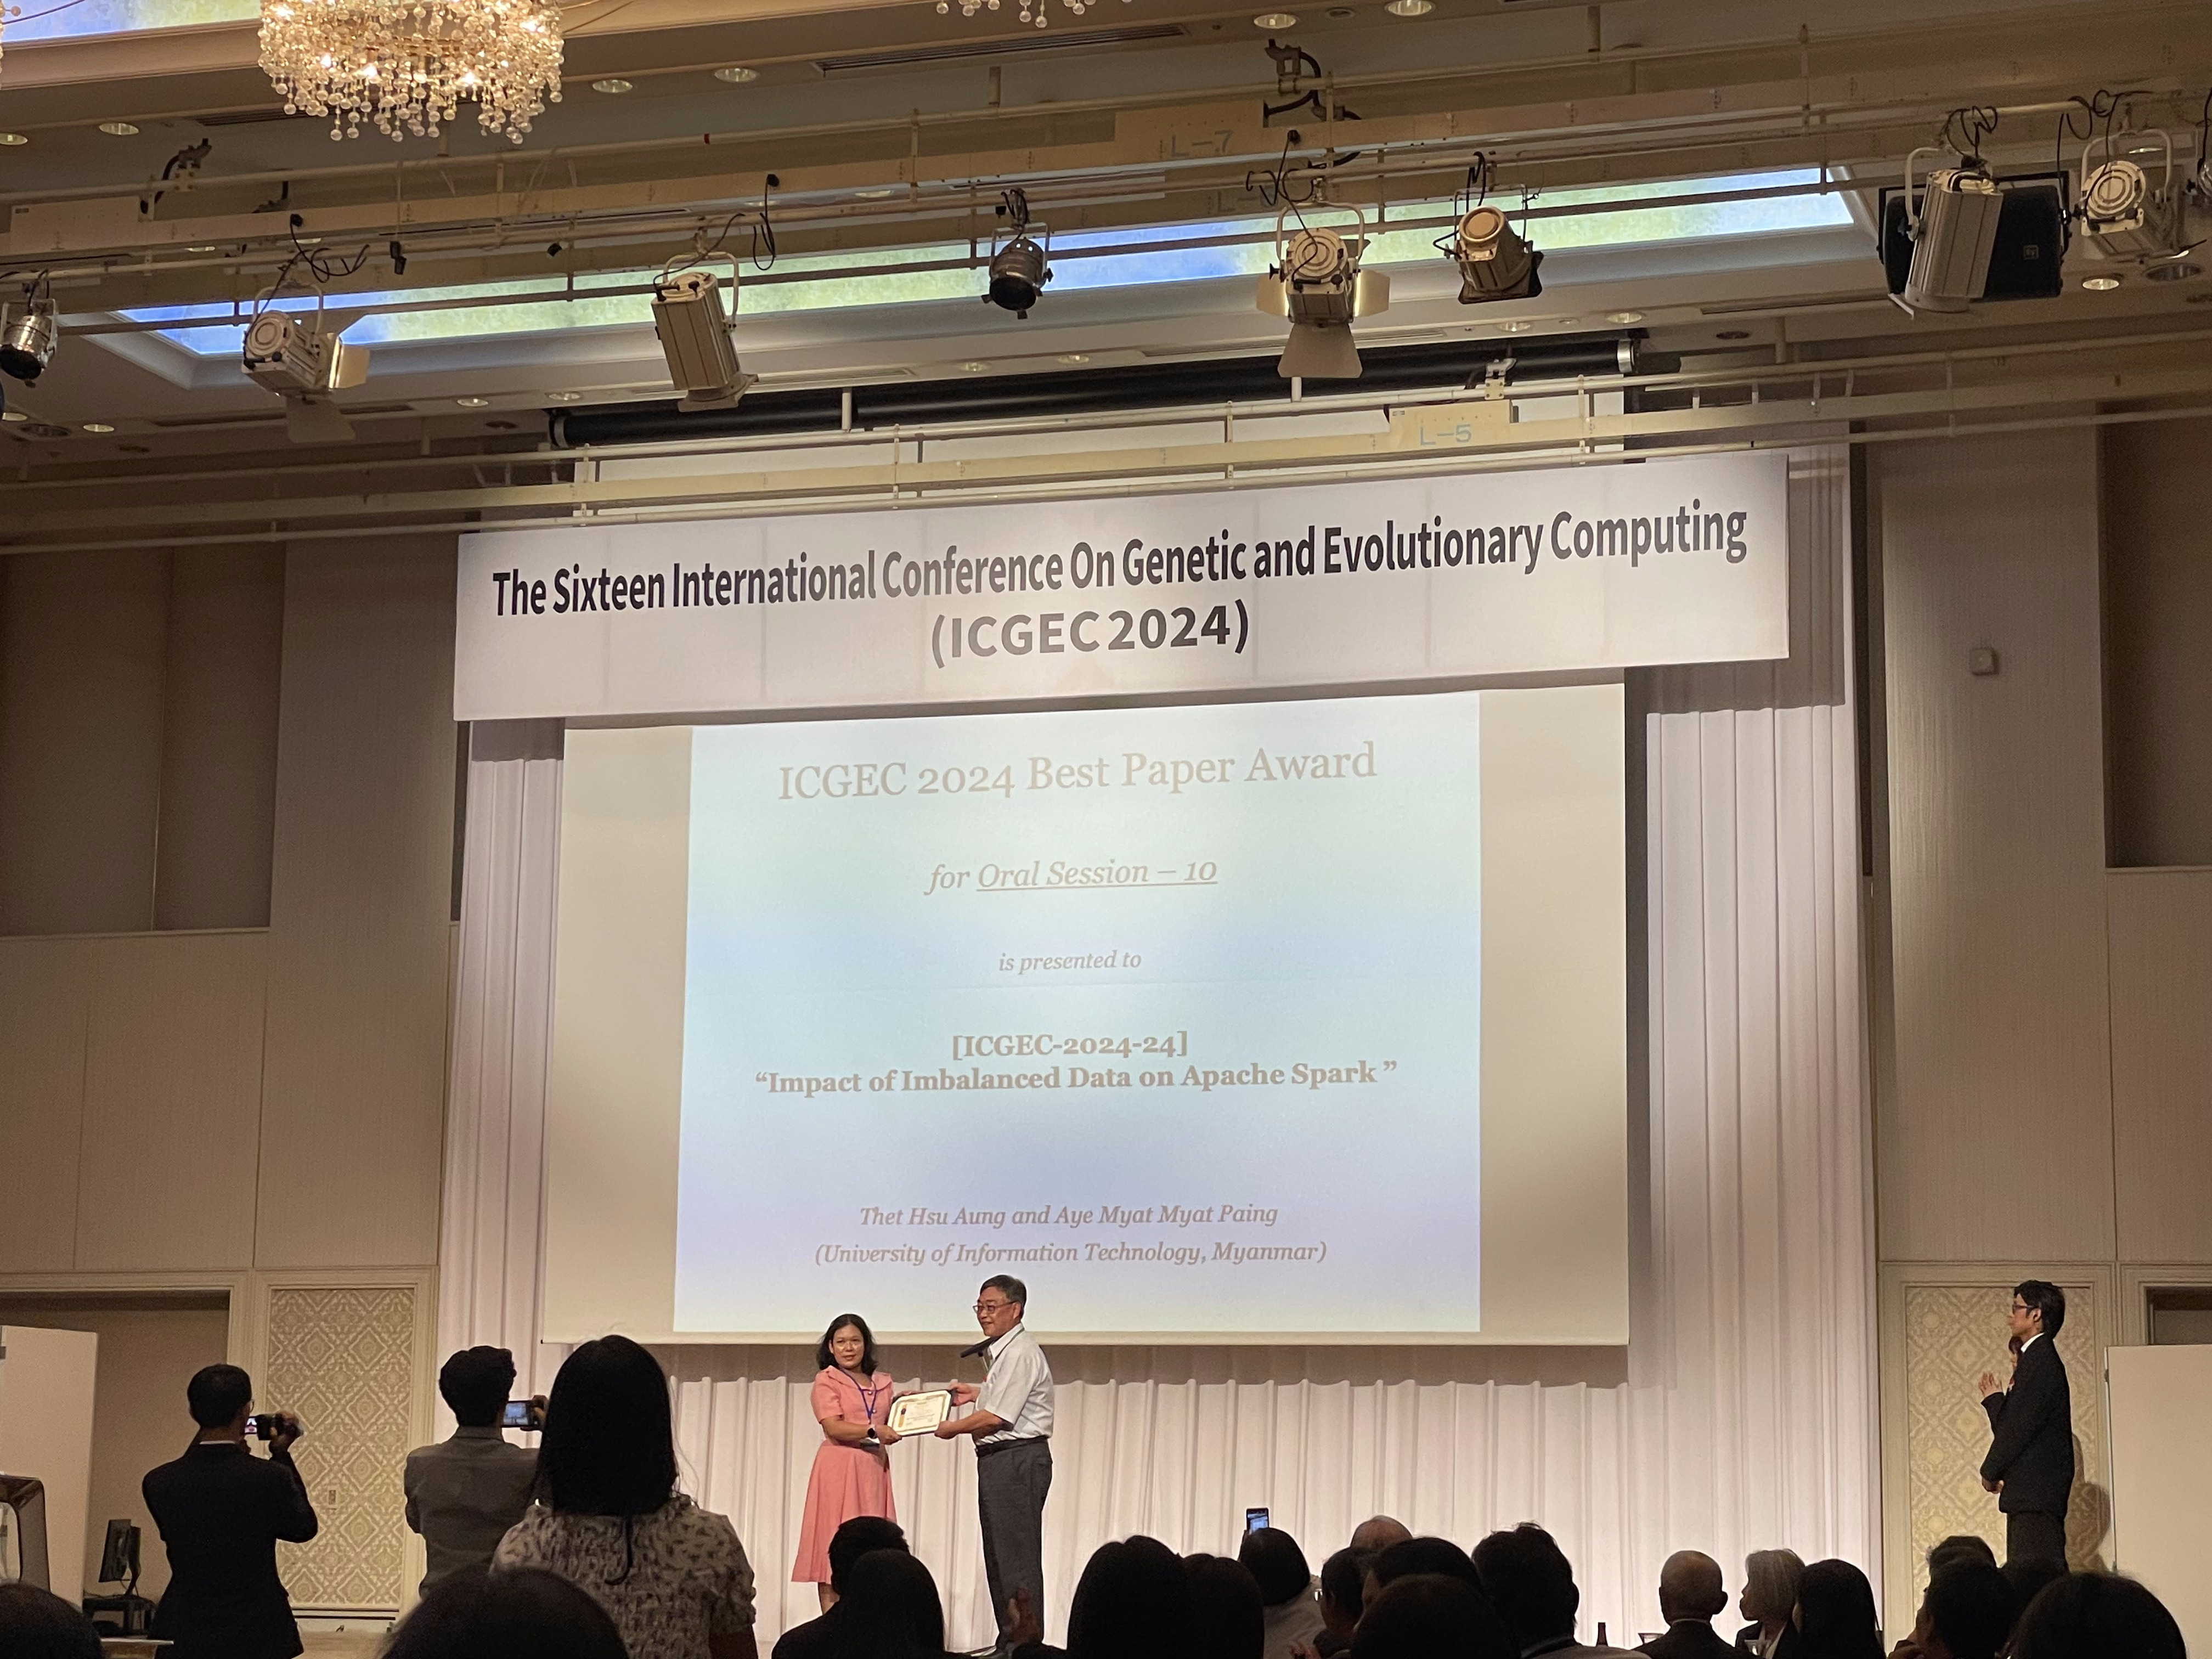 L-7
L-5
The Sixteen International Conference On Genetic and Evolutionary Computing
(ICGEC 2024)
ICGEC 2024 Best Paper Award
for Oral Session – 10
is presented to
[ICGEC-2024-24]
“Impact of Imbalanced Data on Apache Spark ”
Thet Hsu Aung and Aye Myat Myat Paing
(University of Information Technology, Myanmar)